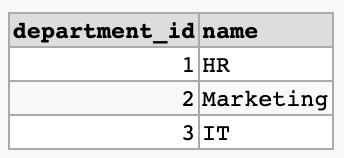 department_id name
1 HR
2 Marketing
3 IT